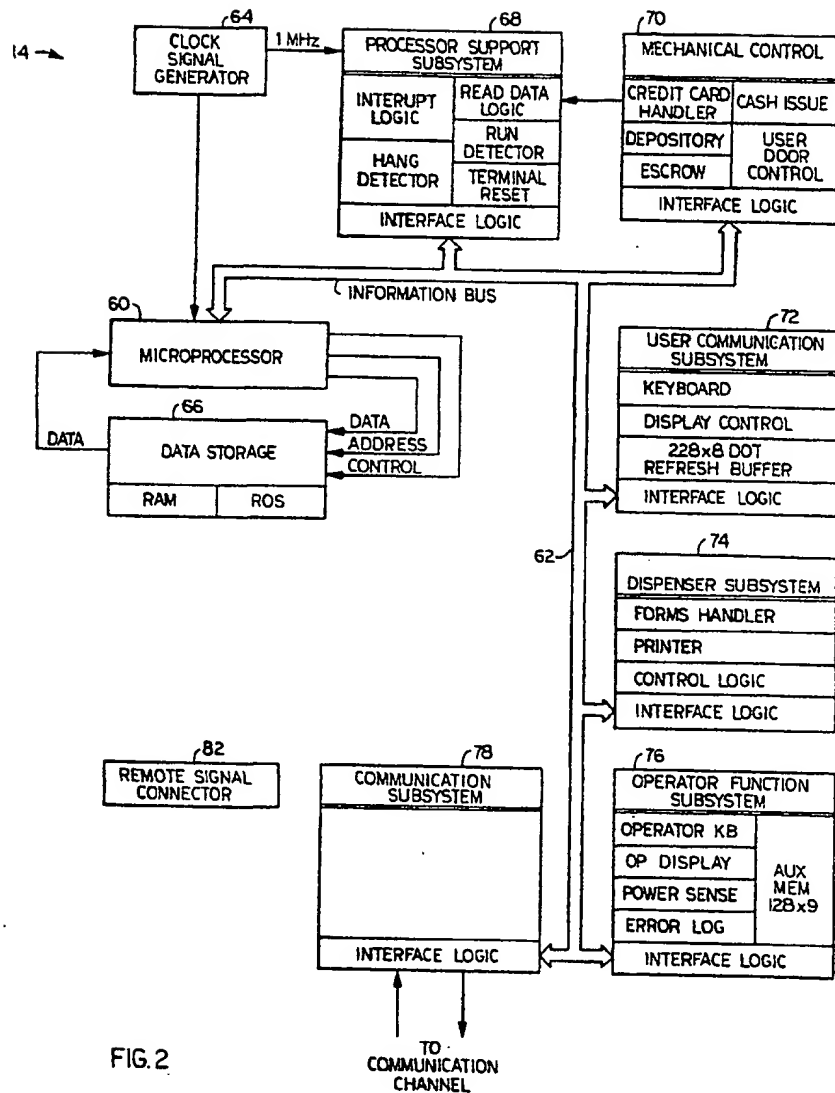 14
64
CLOCK
SIGNAL
GENERATOR
1 MHz
68
PROCESSOR SUPPORT
SUBSYSTEM
INTERUPT
LOGIC
READ DATA
LOGIC
RUN
DETECTOR
HANG
DETECTOR
TERMINAL
RESET
INTERFACE LOGIC
70
MECHANICAL CONTROL
CREDIT CARD
HANDLER
CASH ISSUE
DEPOSITORY
USER
DOOR
CONTROL
ESCROW
INTERFACE LOGIC
INFORMATION BUS
60
MICROPROCESSOR
66
DATA STORAGE
RAM
ROS
DATA
DATA
ADDRESS
CONTROL
62
72
USER COMMUNICATION
SUBSYSTEM
KEYBOARD
DISPLAY CONTROL
228x8 DOT
REFRESH BUFFER
INTERFACE LOGIC
74
DISPENSER SUBSYSTEM
FORMS HANDLER
PRINTER
CONTROL LOGIC
INTERFACE LOGIC
82
REMOTE SIGNAL
CONNECTOR
78
COMMUNICATION
SUBSYSTEM
INTERFACE LOGIC
76
OPERATOR FUNCTION
SUBSYSTEM
OPERATOR KB
OP DISPLAY
POWER SENSE
ERROR LOG
AUX
MEM
128x9
INTERFACE LOGIC
TO
COMMUNICATION
CHANNEL
FIG.2